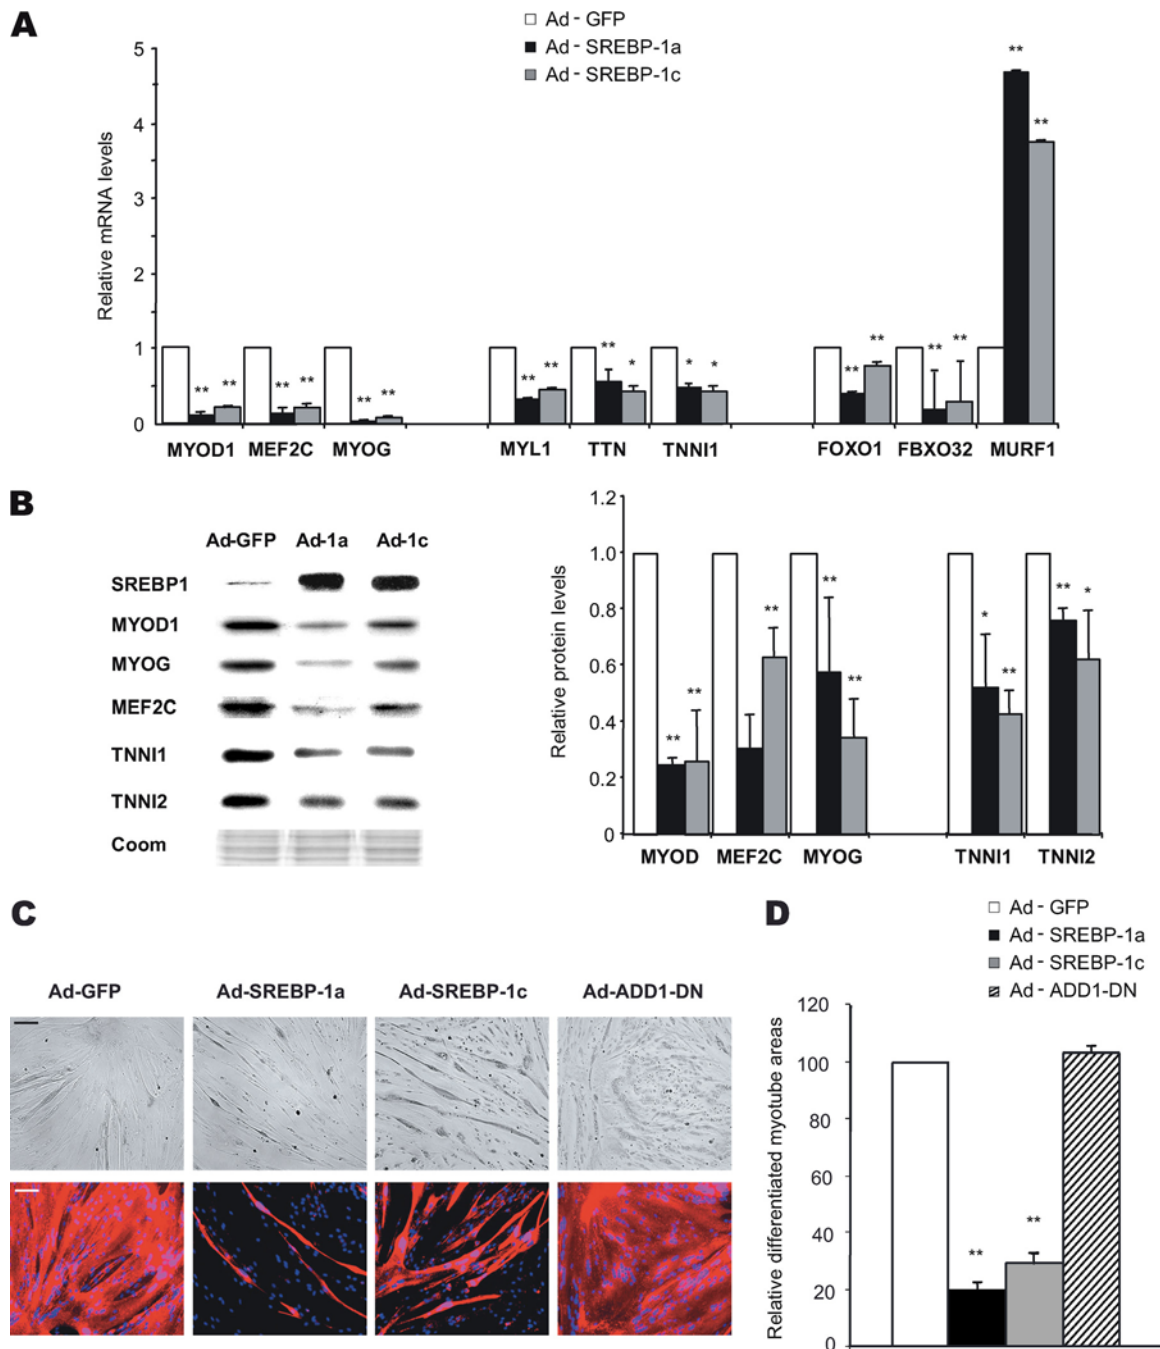 A
Ad - GFP
Ad - SREBP-1a
Ad - SREBP-1c
Relative mRNA levels
5
4
3
2
1
0
** ** ** ** ** **
** ** ** * * *
** ** ** ** ** **
MYOD1 MEF2C MYOG MYL1 TTN TNNI1 FOXO1 FBXO32 MURF1
B
Ad-GFP Ad-1a Ad-1c
SREBP1
MYOD1
MYOG
MEF2C
TNNI1
TNNI2
Coom
Relative protein levels
1.2
1.0
0.8
0.6
0.4
0.2
0
** ** ** ** ** * ** ** *
MYOD MEF2C MYOG TNNI1 TNNI2
C
Ad-GFP Ad-SREBP-1a Ad-SREBP-1c Ad-ADD1-DN
D
Ad - GFP
Ad - SREBP-1a
Ad - SREBP-1c
Ad - ADD1-DN
Relative differentiated myotube areas
120
100
80
60
40
20
0
** **